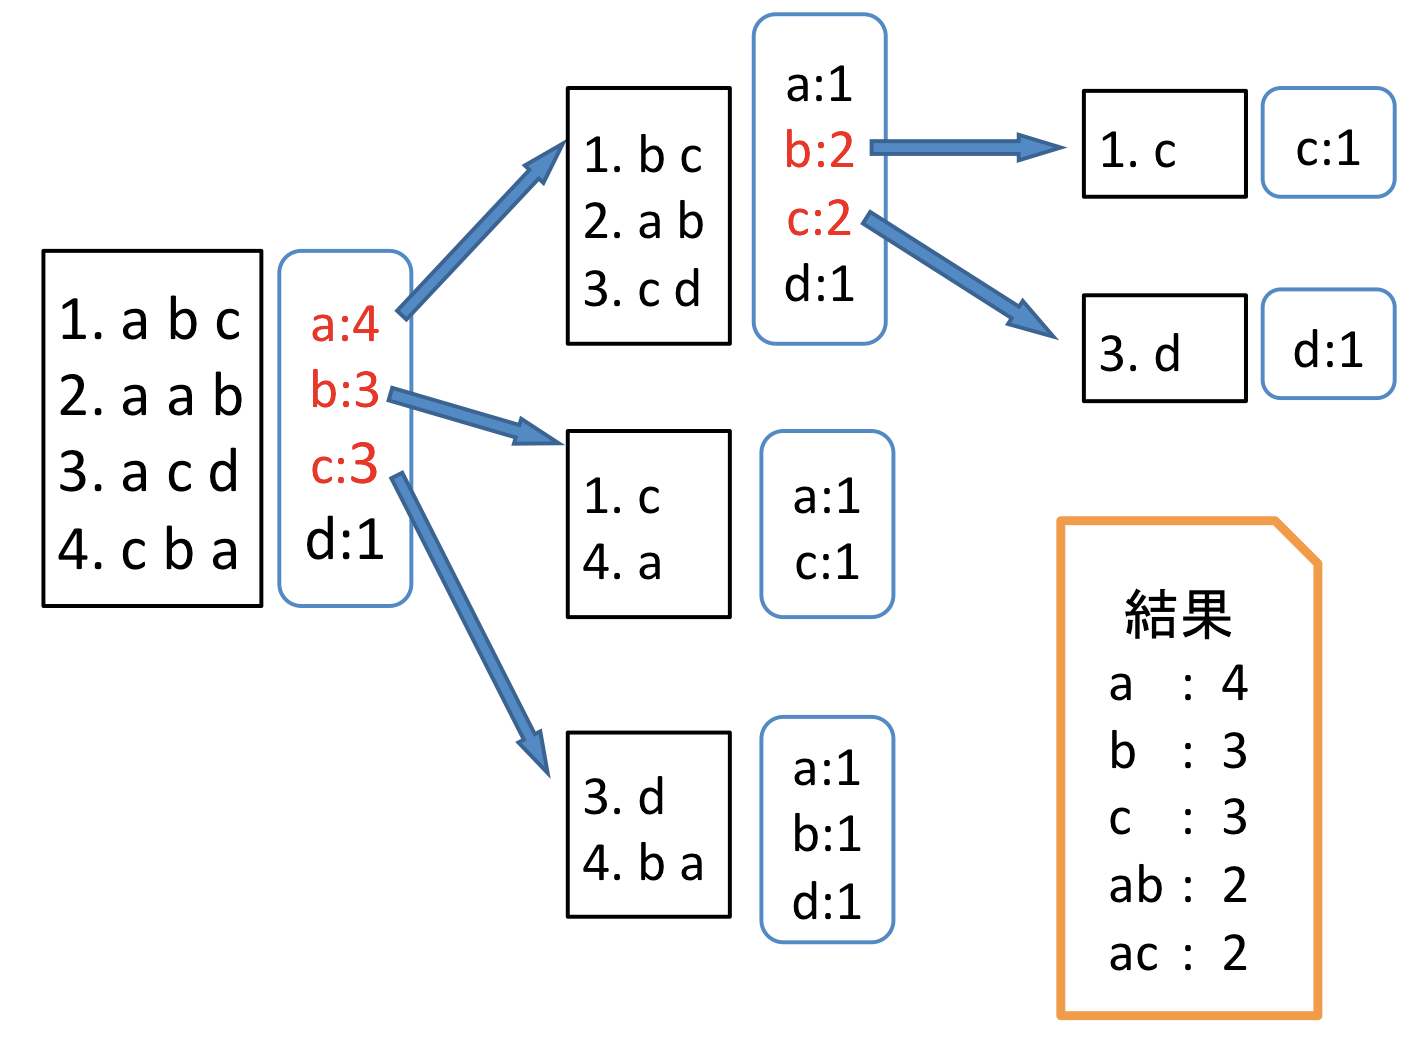 1. a b c
2. a a b
3. a c d
4. c b a
a:4
b:3
c:3
d:1
1. b c
2. a b
3. c d
a:1
b:2
c:2
d:1
1. c
c:1
3. d
d:1
1. c
4. a
a:1
c:1
3. d
4. b a
a:1
b:1
d:1
結果
a : 4
b : 3
c : 3
ab : 2
ac : 2